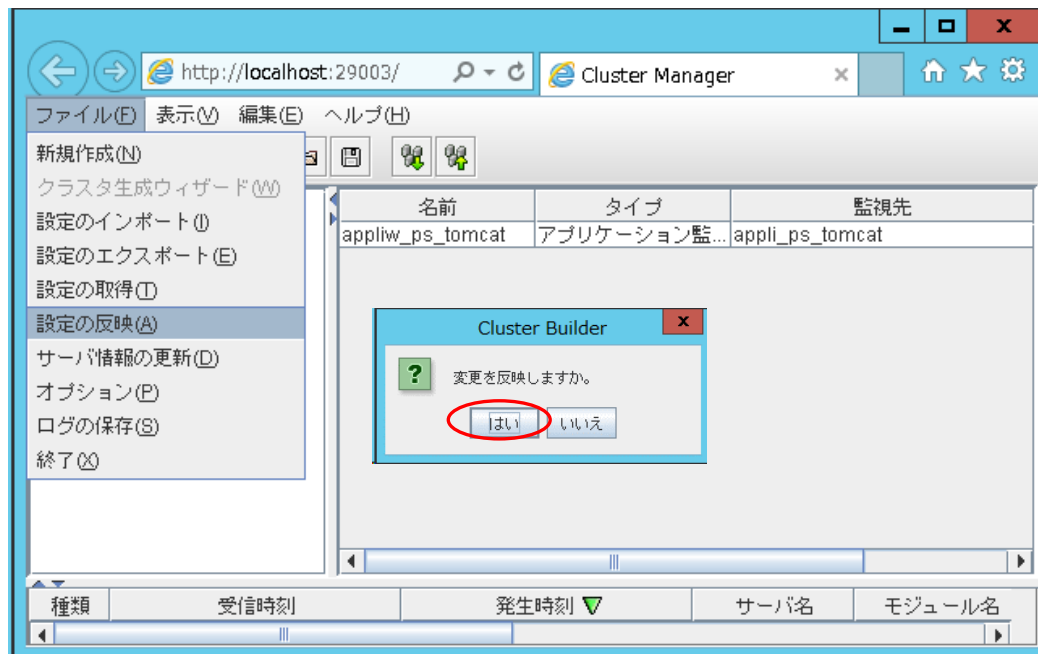 http://localhost:29003/
Cluster Manager
ファイル(F) 表示(V) 編集(E) ヘルプ(H)
新規作成(N)
クラスタ生成ウィザード(W)
設定のインポート(I)
設定のエクスポート(E)
設定の取得(T)
設定の反映(A)
サーバ情報の更新(D)
オプション(P)
ログの保存(S)
終了(X)
名前 タイプ 監視先
appliw_ps_tomcat アプリケーション監... appli_ps_tomcat
Cluster Builder
変更を反映しますか。
はい いいえ
種類 受信時刻 発生時刻 サーバ名 モジュール名